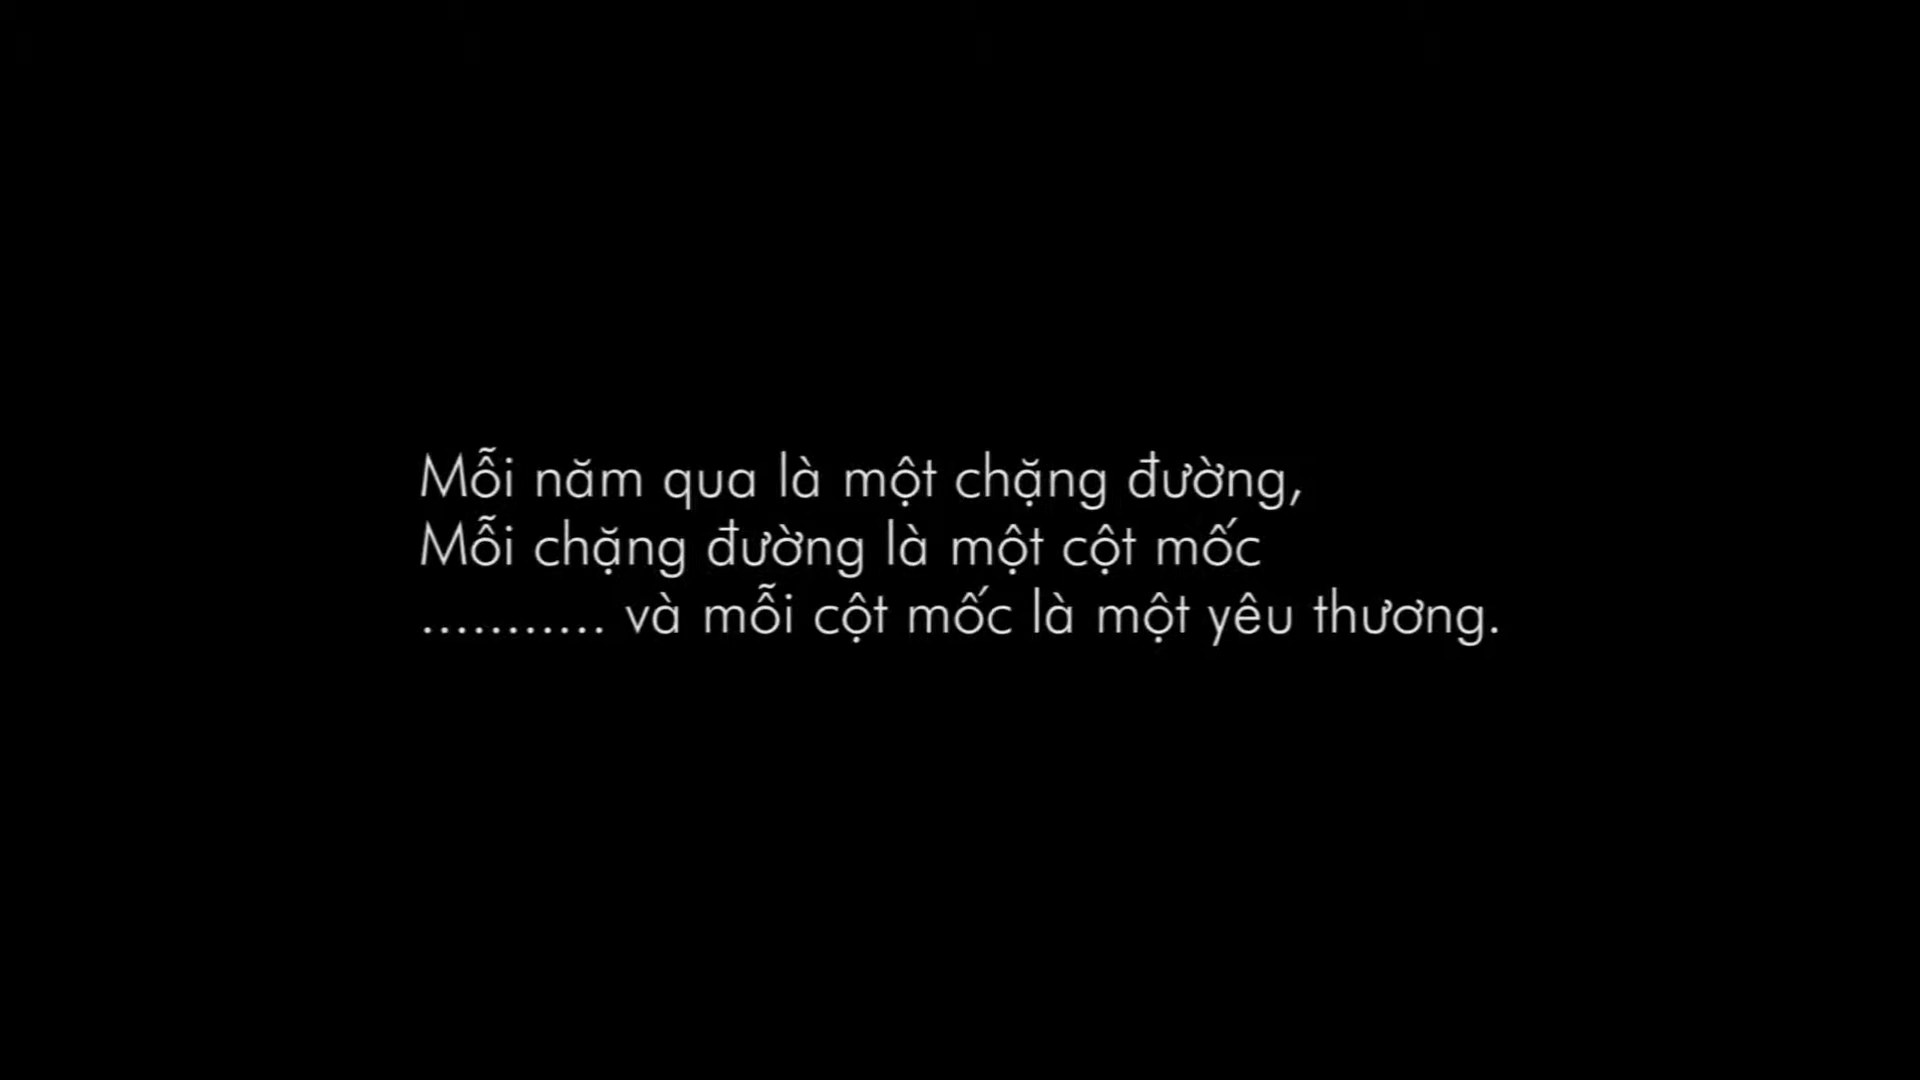 Mỗi năm qua là một chặng đường,
Mỗi chặng đường là một cột mốc
........... và mỗi cột mốc là một yêu thương.